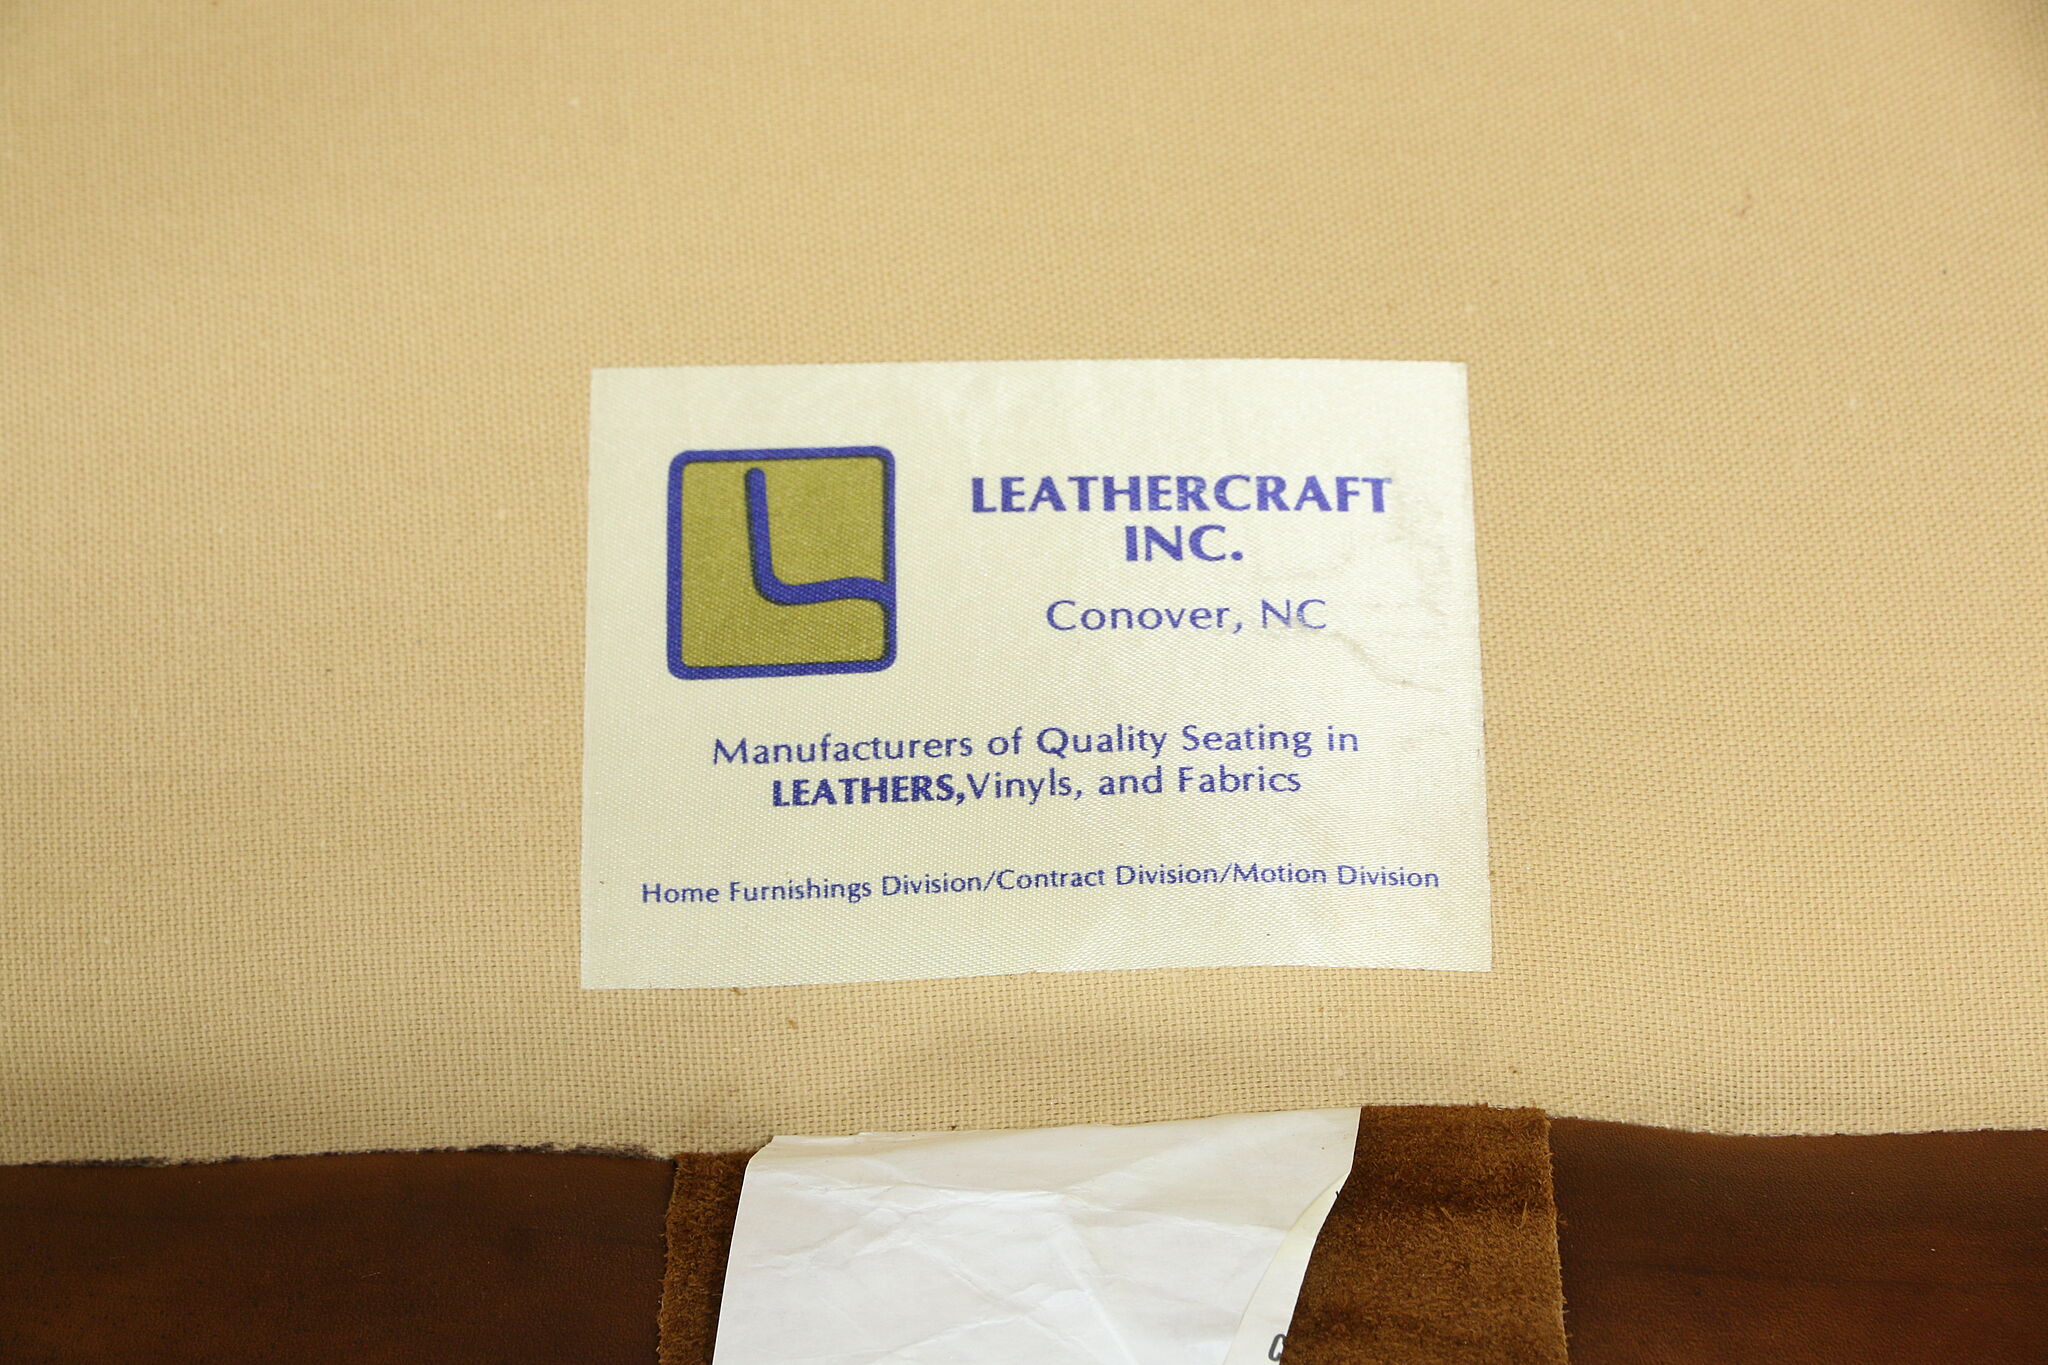 LEATHERCRAFT
INC.
Conover, NC
Manufacturers of Quality Seating in
LEATHERS, Vinyls, and Fabrics
Home Furnishings Division/Contract Division/Motion Division